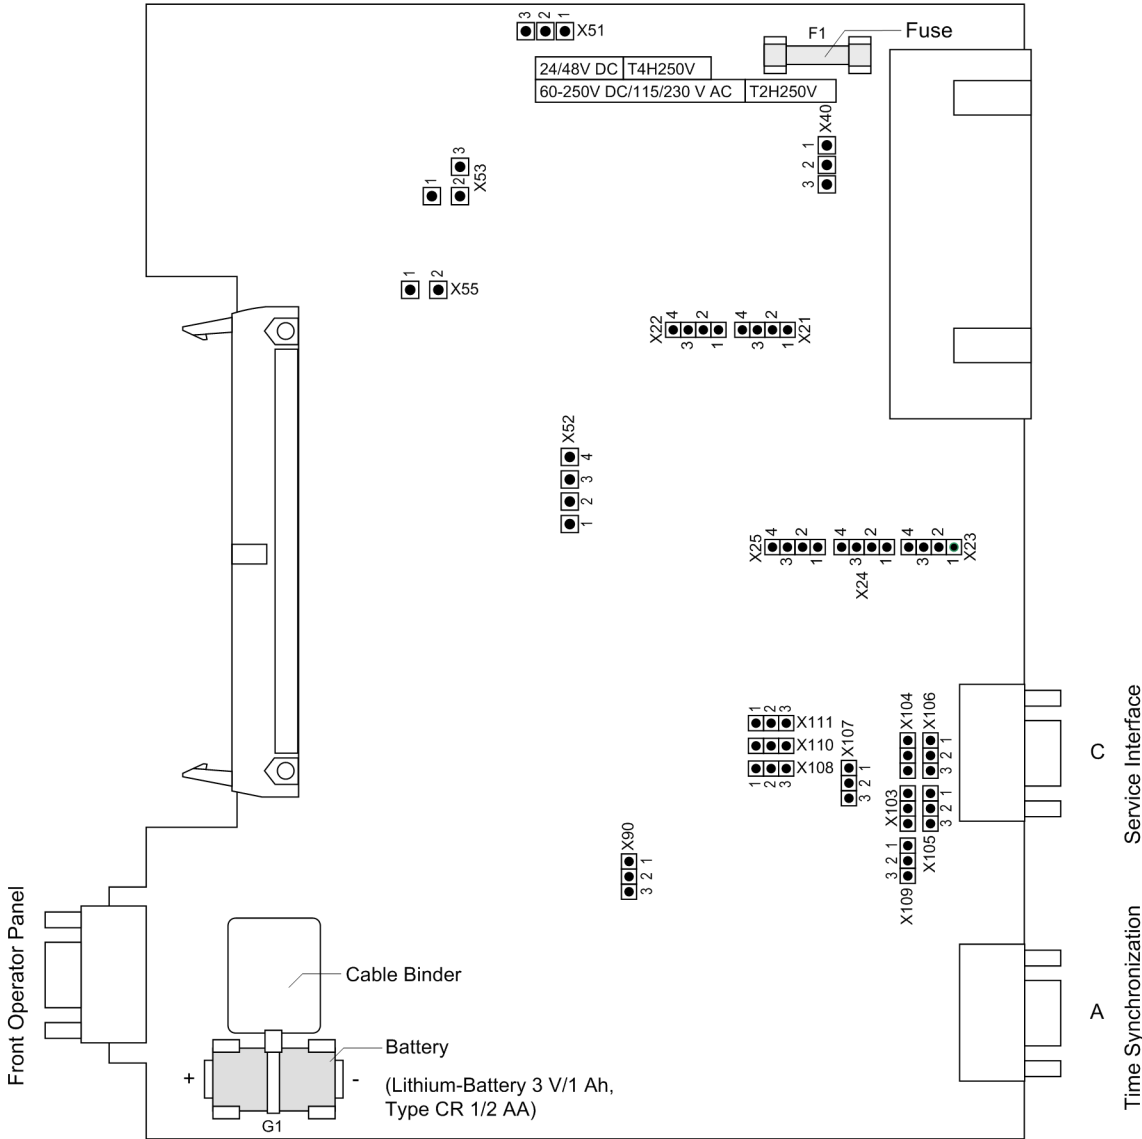 3 2 1 X51
F1
Fuse
24/48V DC T4H250V
60-250V DC/115/230 V AC T2H250V
X40
1
2
3
3
1 2 X53
1 2 X55
X22 4 2 4 2 X21
3 1 3 1
X52
4
3
2
1
X25 4 2 4 2 4 2 X23
3 1 3 1 3 1
X24
1 2 3 X111
X110
X108
1 2 3
X107
3 2 1
X104 X106
3 2 1
X103
3 2 1
X105
3 2 1
X109
X90
3 2 1
C
Service Interface
A
Time Synchronization
Front Operator Panel
Cable Binder
Battery
+ -
(Lithium-Battery 3 V/1 Ah,
Type CR 1/2 AA)
G1